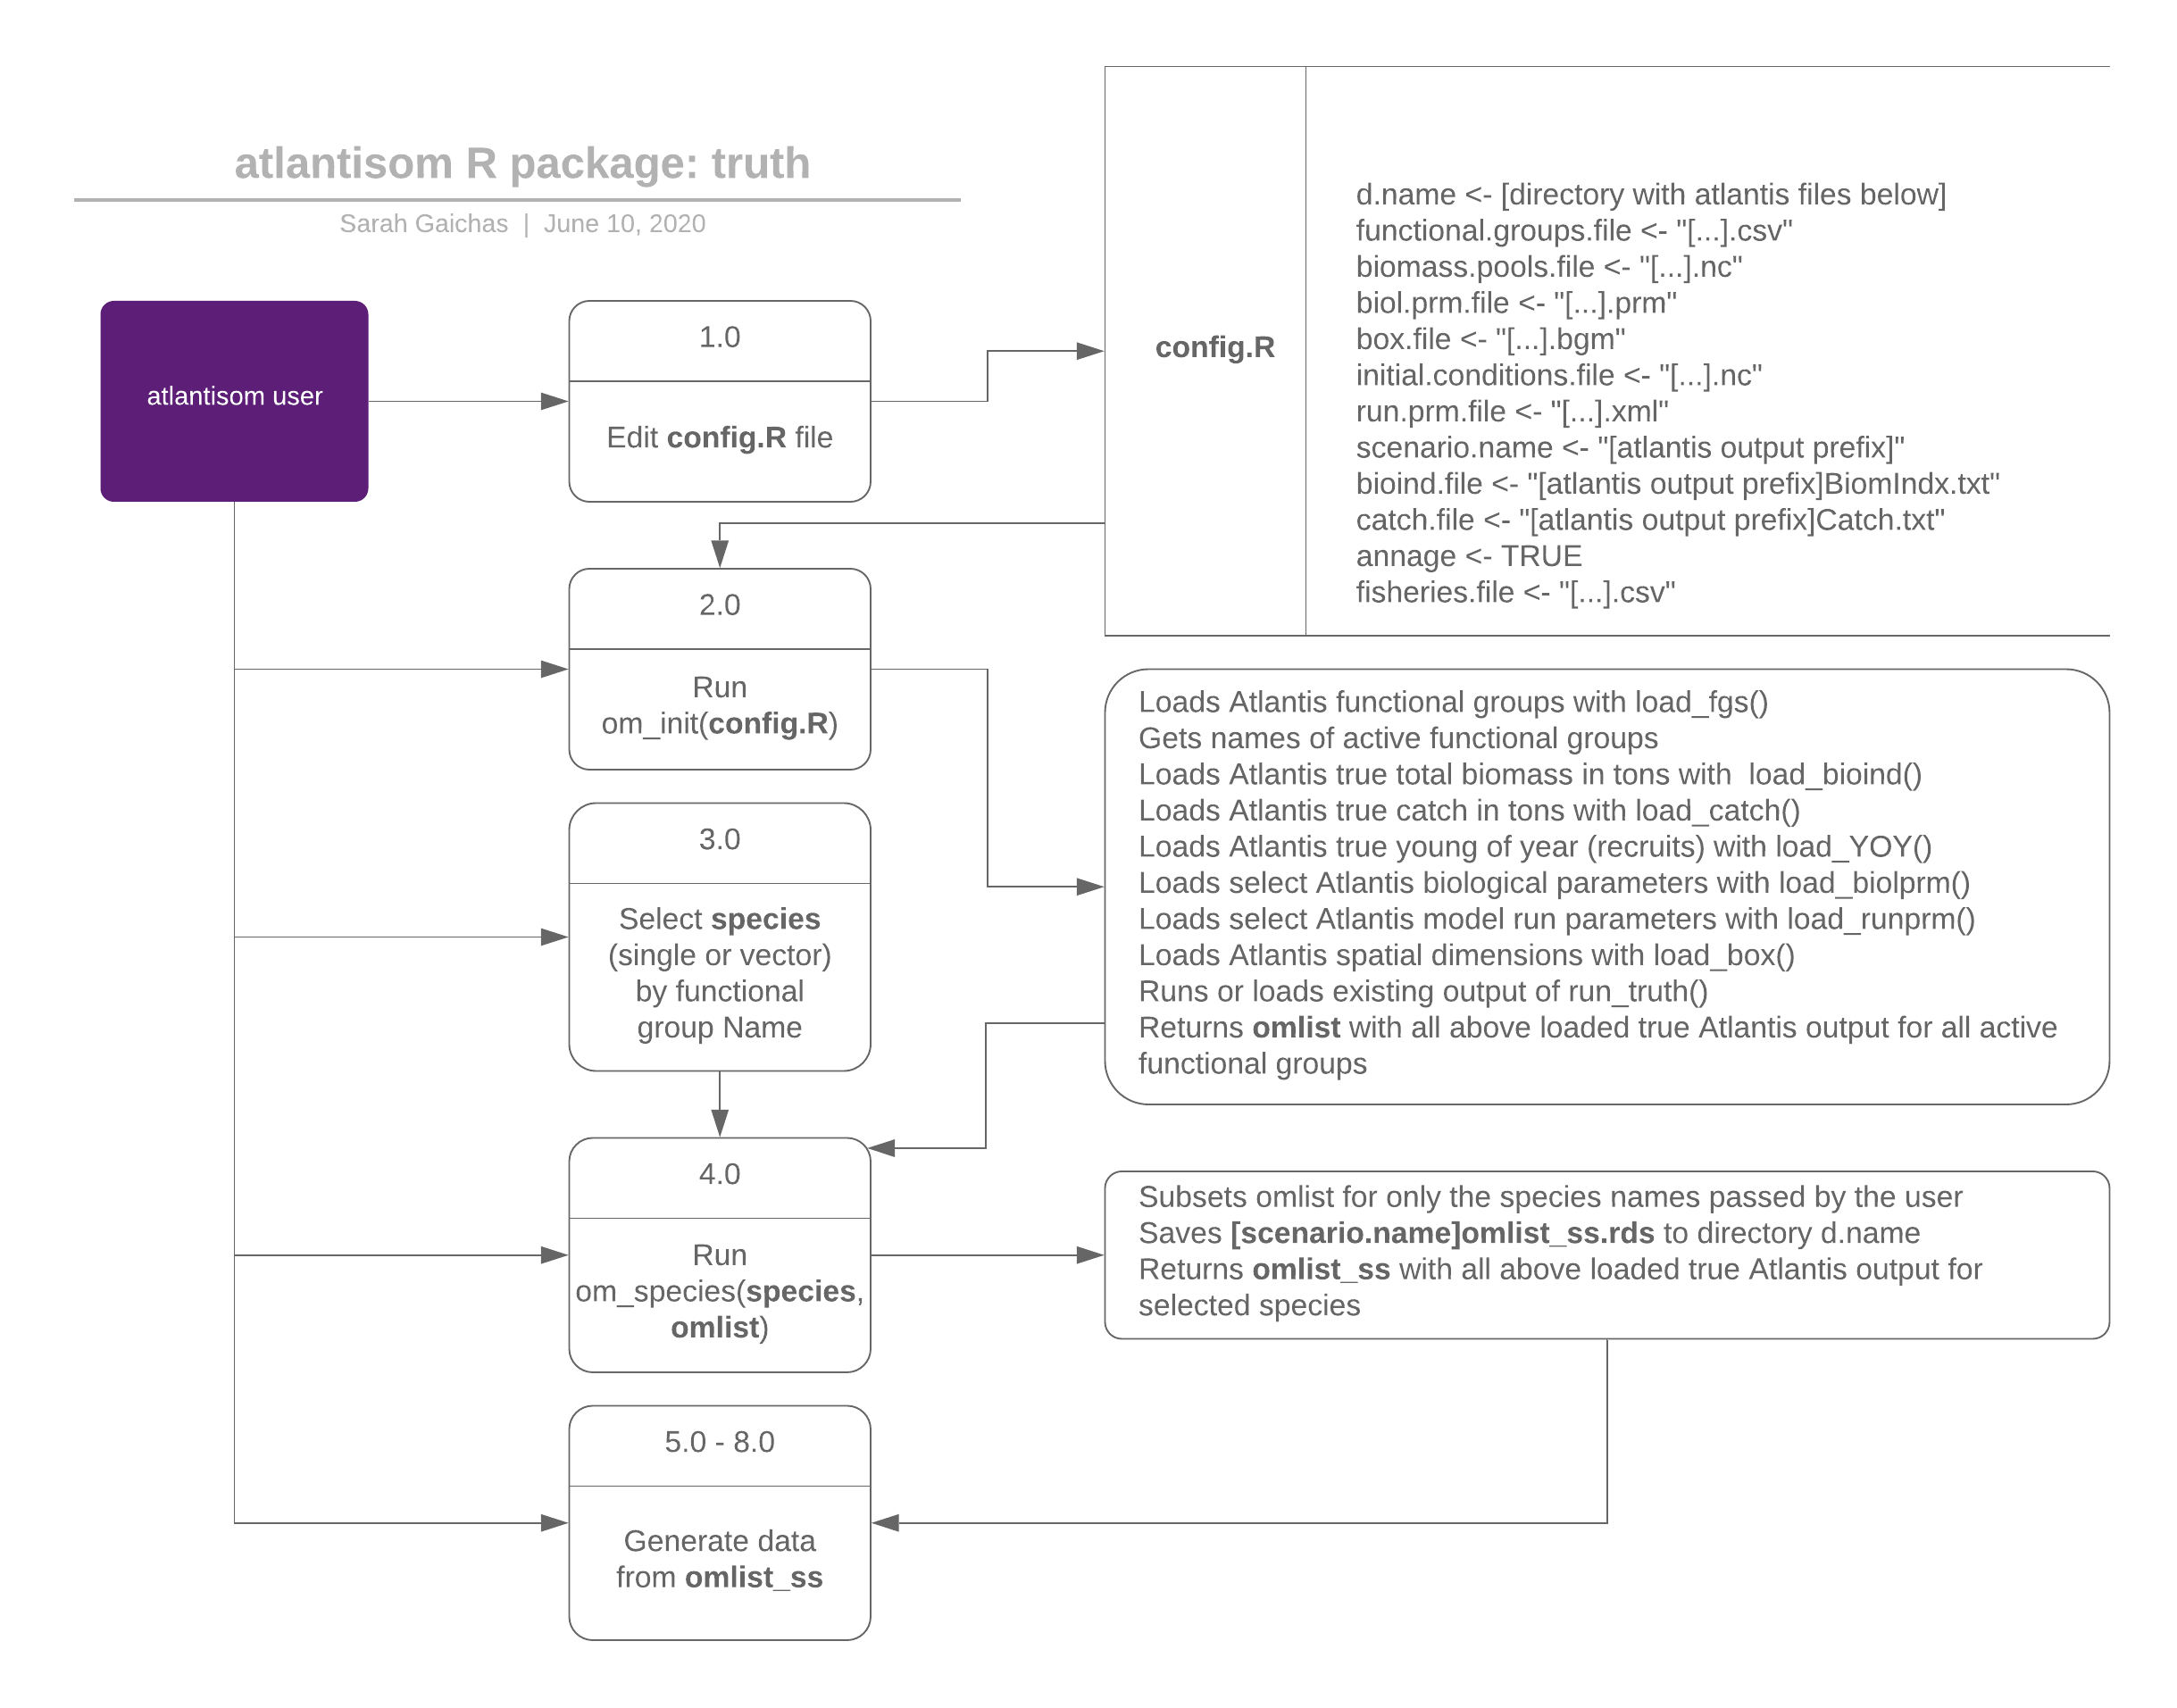 atlantisom R package: truth
Sarah Gaichas | June 10, 2020
atlantisom user
1.0
Edit config.R file
config.R
d.name <- [directory with atlantis files below]
functional.groups.file <- "[...].csv"
biomass.pools.file <- "[...].nc"
biol.prm.file <- "[...].prm"
box.file <- "[...].bgm"
initial.conditions.file <- "[...].nc"
run.prm.file <- "[...].xml"
scenario.name <- "[atlantis output prefix]"
bioind.file <- "[atlantis output prefix]BiomIndx.txt"
catch.file <- "[atlantis output prefix]Catch.txt"
annage <- TRUE
fisheries.file <- "[...].csv"
2.0
Run
om_init(config.R)
Loads Atlantis functional groups with load_fgs()
Gets names of active functional groups
Loads Atlantis true total biomass in tons with  load_bioind()
Loads Atlantis true catch in tons with load_catch()
Loads Atlantis true young of year (recruits) with load_YOY()
Loads select Atlantis biological parameters with load_biolprm()
Loads select Atlantis model run parameters with load_runprm()
Loads Atlantis spatial dimensions with load_box()
Runs or loads existing output of run_truth()
Returns omlist with all above loaded true Atlantis output for all active
functional groups
3.0
Select species
(single or vector)
by functional
group Name
4.0
Run
om_species(species,
omlist)
Subsets omlist for only the species names passed by the user
Saves [scenario.name]omlist_ss.rds to directory d.name
Returns omlist_ss with all above loaded true Atlantis output for
selected species
5.0 - 8.0
Generate data
from omlist_ss